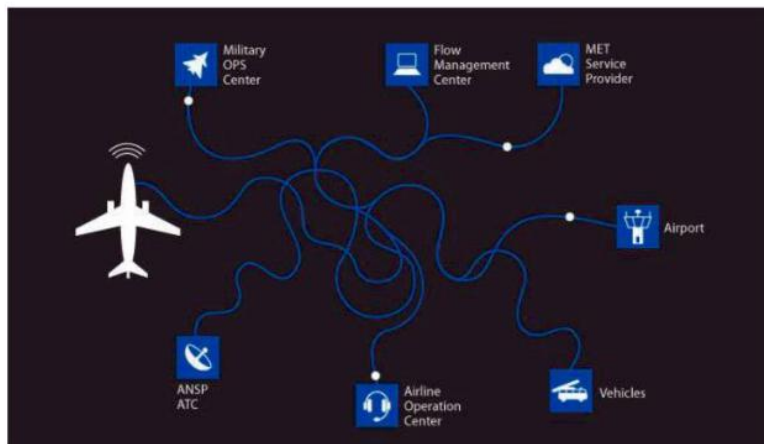 Military
OPS
Center
Flow
Management
Center
MET
Service
Provider
Airport
ANSP
ATC
Airline
Operation
Center
Vehicles